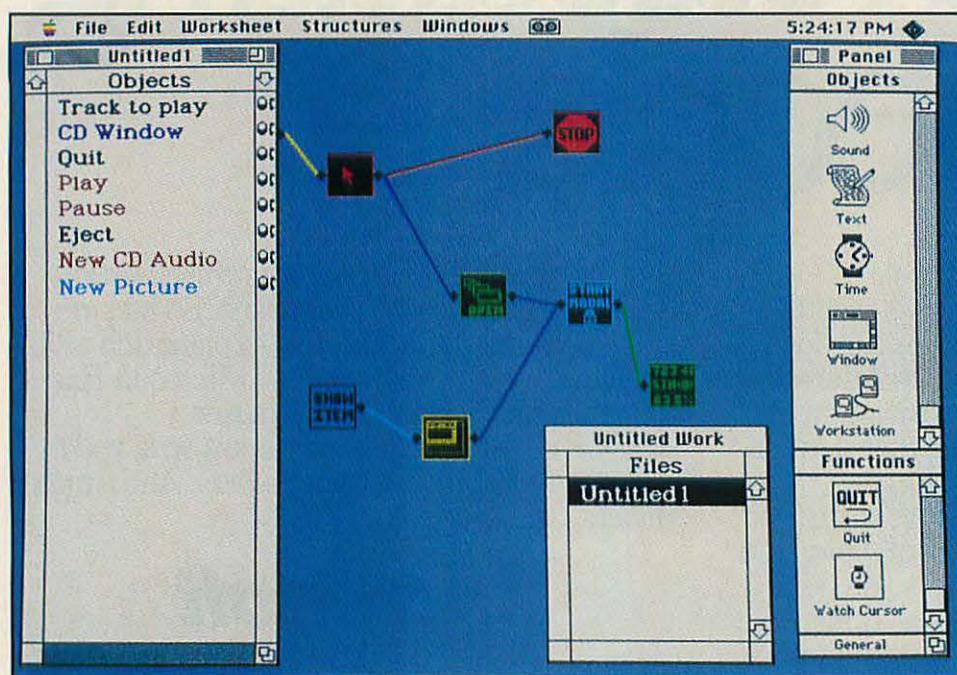 File Edit Worksheet Structures Windows 5:24:17 PM
Untitled1
Objects
Track to play
CD Window
Quit
Play
Pause
Eject
New CD Audio
New Picture
STOP
SHOW
ITEM
Untitled Work
Files
Untitled1
Panel
Objects
Sound
Text
Time
Window
Workstation
Functions
QUIT
Quit
Watch Cursor
General